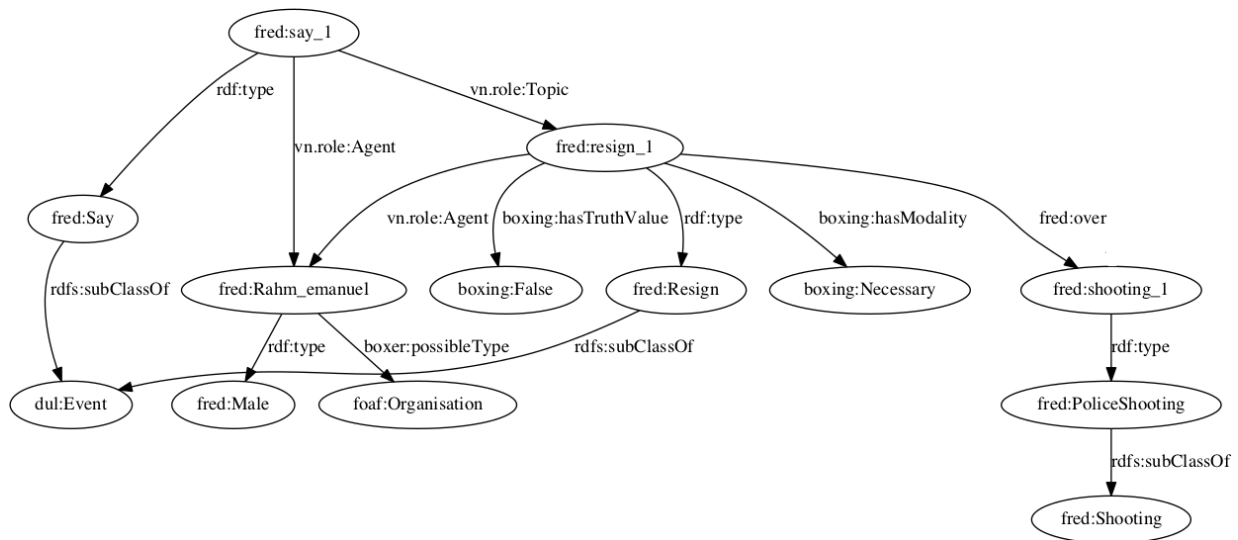 fred:say_1
rdf:type
vn.role:Topic
vn.role:Agent
fred:resign_1
fred:Say
vn.role:Agent
boxing:hasTruthValue
rdf:type
boxing:hasModality
fred:over
rdfs:subClassOf
fred:Rahm_emanuel
boxing:False
fred:Resign
boxing:Necessary
fred:shooting_1
rdf:type
boxer:possibleType
rdfs:subClassOf
rdf:type
dul:Event
fred:Male
foaf:Organisation
fred:PoliceShooting
rdfs:subClassOf
fred:Shooting